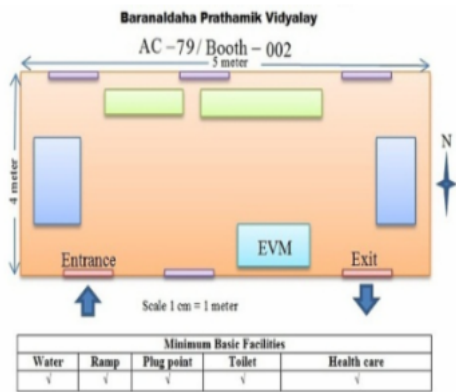 Baranaldaha Prathamik Vidyalay
AC -79/ Booth - 002
5 meter
4 meter
N
Entrance
EVM
Exit
Scale 1 cm = 1 meter
Minimum Basic Facilities
Water Ramp Plug point Toilet Health care
√ √ √ √ √